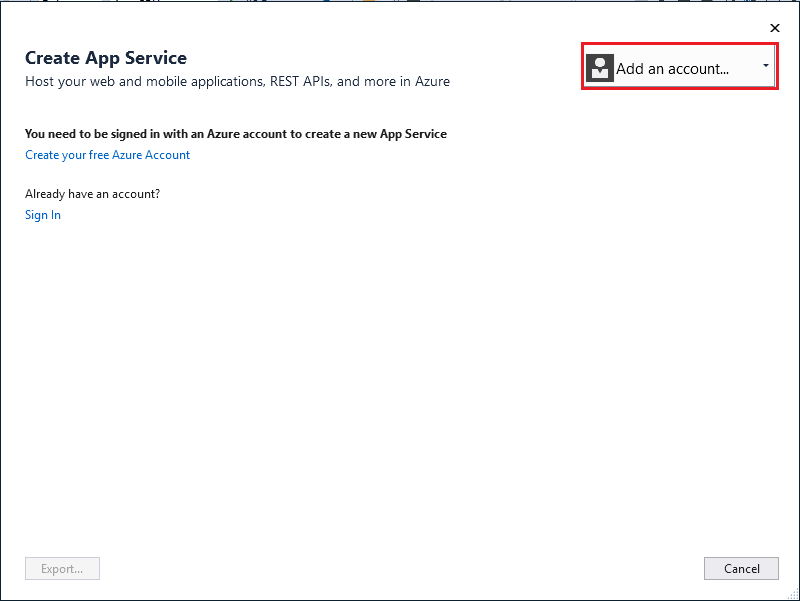 Create App Service
Host your web and mobile applications, REST APIs, and more in Azure
Add an account...
You need to be signed in with an Azure account to create a new App Service
Create your free Azure Account
Already have an account?
Sign In
Export...
Cancel